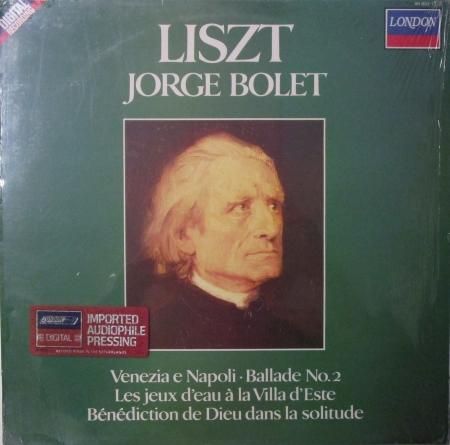 DIGITAL
LONDON
LISZT
JORGE BOLET
IMPORTED
AUDIOPHILE
PRESSING
DIGITAL
Venezia e Napoli · Ballade No. 2
Les jeux d'eau à la Villa d'Este
Bénédiction de Dieu dans la solitude